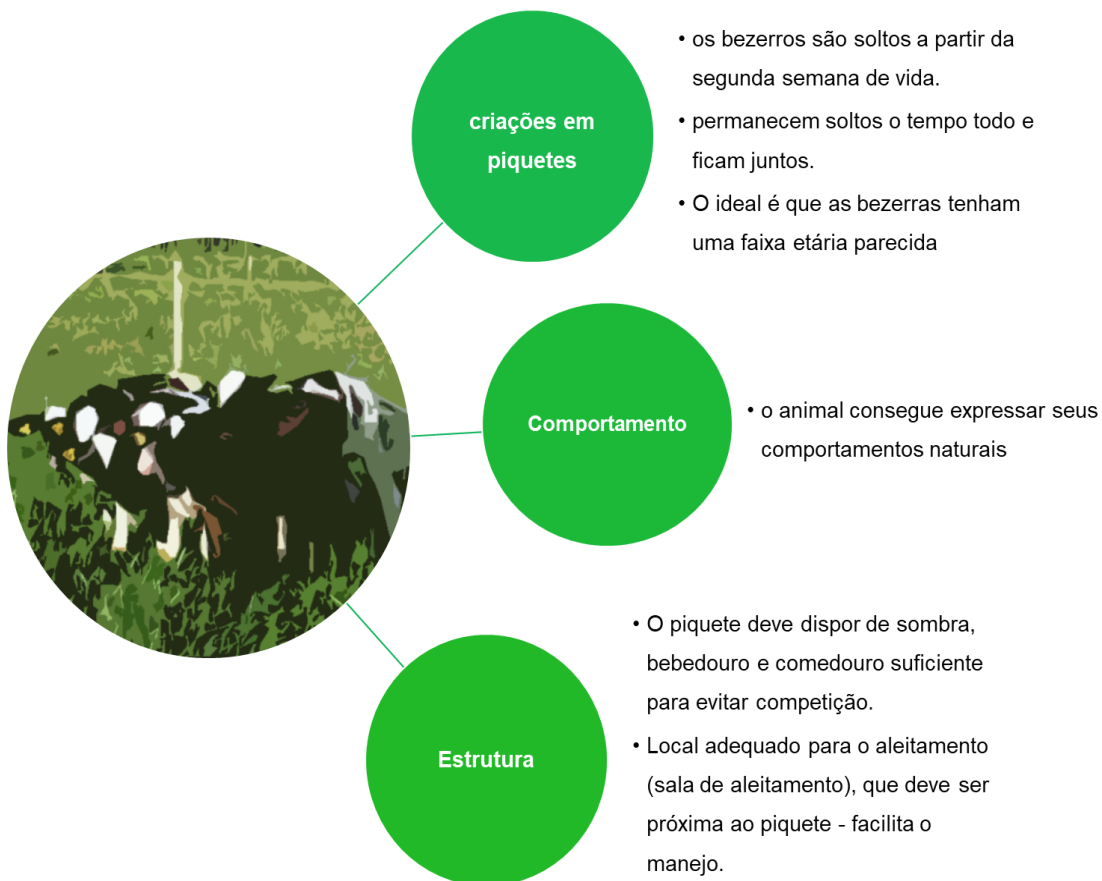 criações em
piquetes
• os bezerros são soltos a partir da
segunda semana de vida.
• permanecem soltos o tempo todo e
ficam juntos.
• O ideal é que as bezerras tenham
uma faixa etária parecida
Comportamento
• o animal consegue expressar seus
comportamentos naturais
Estrutura
• O piquete deve dispor de sombra,
bebedouro e comedouro suficiente
para evitar competição.
• Local adequado para o aleitamento
(sala de aleitamento), que deve ser
próxima ao piquete - facilita o
manejo.